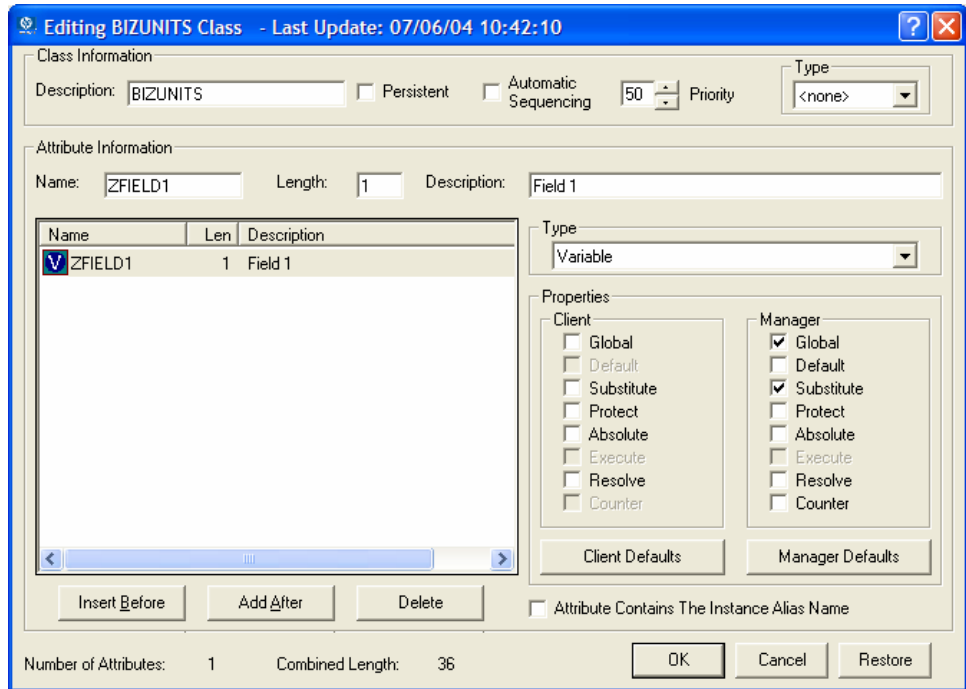 Editing BIZUNITS Class - Last Update: 07/06/04 10:42:10
Class Information
Description: BIZUNITS Persistent Automatic Sequencing 50 Priority Type <none>
Attribute Information
Name: ZFIELD1 Length: 1 Description: Field 1
Name Len Description
V ZFIELD1 1 Field 1
Type
Variable
Properties
Client
Global
Default
Substitute
Protect
Absolute
Execute
Resolve
Counter
Client Defaults
Manager
Global
Default
Substitute
Protect
Absolute
Execute
Resolve
Counter
Manager Defaults
Insert Before Add After Delete
Attribute Contains The Instance Alias Name
Number of Attributes: 1 Combined Length: 36
OK Cancel Restore